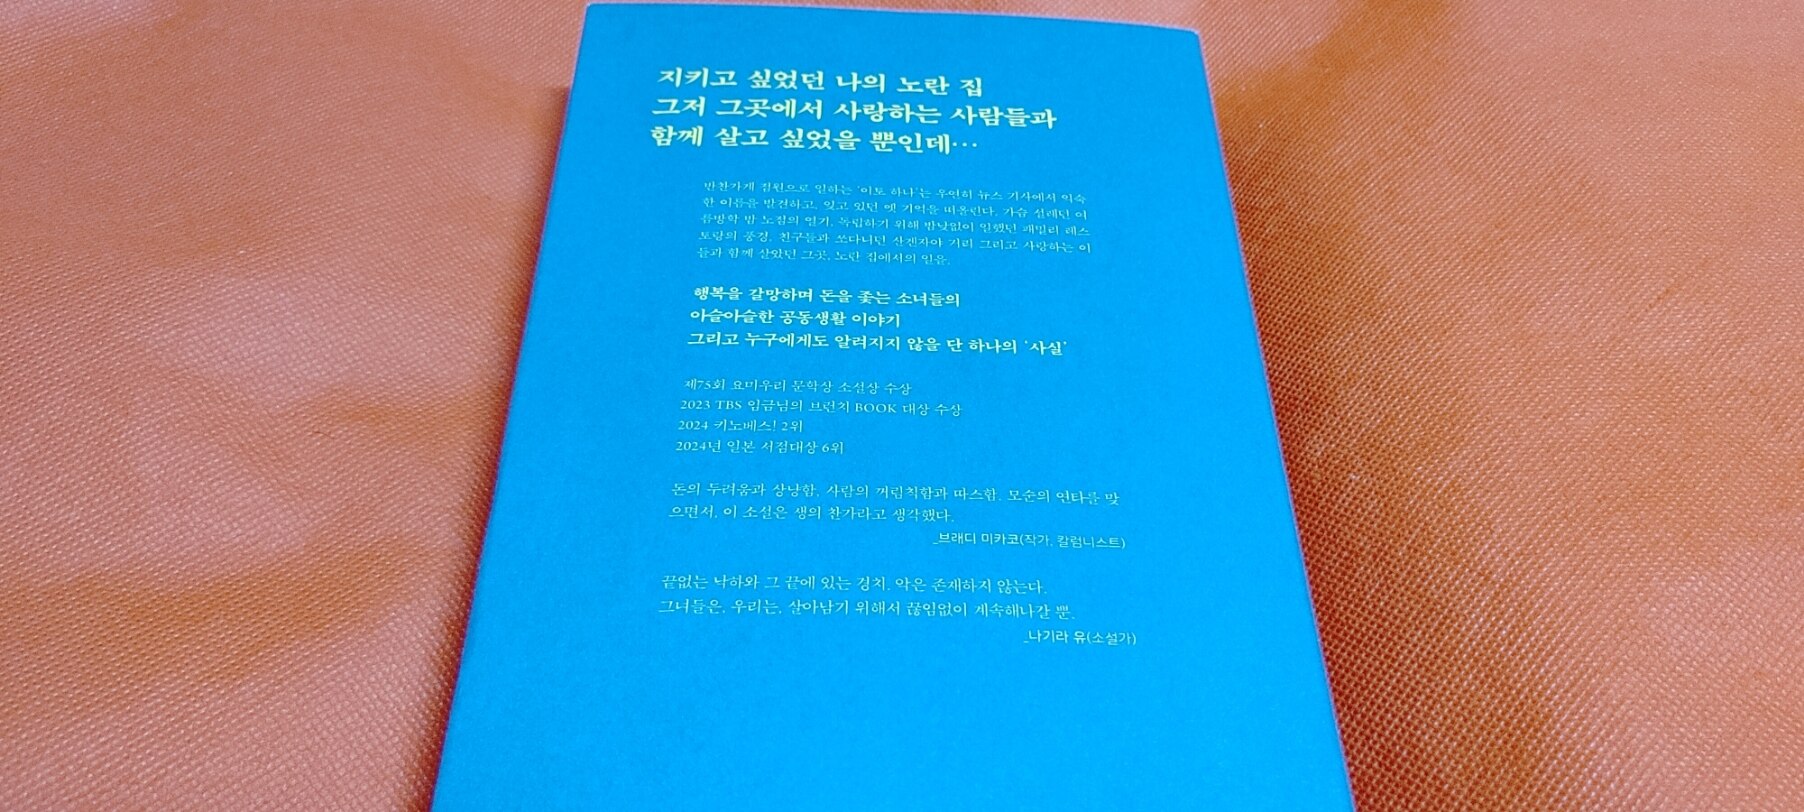 지키고 싶었던 나의 노란 집
그저 그곳에서 사랑하는 사람들과
함께 살고 싶었을 뿐인데…
반찬가게 점원으로 일하는 ‘이토 하나’는 우연히 뉴스 기사에서 익숙
한 이름을 발견하고, 잊고 있던 옛 기억을 떠올린다. 가슴 설레던 여
름방학 밤 노점의 열기, 독립하기 위해 밤낮없이 일했던 패밀리 레스
토랑의 풍경, 친구들과 쏘다니던 산겐자야 거리 그리고 사랑하는 이
들과 함께 살았던 그곳, 노란 집에서의 일을.
행복을 갈망하며 돈을 좇는 소녀들의
아슬아슬한 공동생활 이야기
그리고 누구에게도 알려지지 않을 단 하나의 ‘사실’
제75회 요미우리 문학상 소설상 수상
2023 TBS 임금님의 브런치 BOOK 대상 수상
2024 키노베스! 2위
2024년 일본 서점대상 6위
돈의 두려움과 상냥함, 사람의 꺼림칙함과 따스함, 모순의 연타를 맞
으면서, 이 소설은 생의 찬가라고 생각했다.
_브래디 미카코(작가, 칼럼니스트)
끝없는 낙하와 그 끝에 있는 경치. 악은 존재하지 않는다.
그녀들은, 우리는, 살아남기 위해서 끊임없이 계속해나갈 뿐.
_나기라 유(소설가)